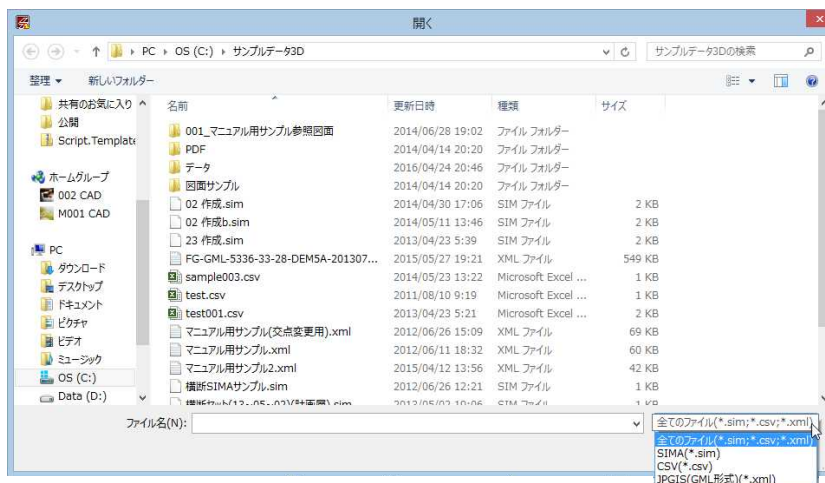 開く
PC ▸ OS (C:) ▸ サンプルデータ3D
サンプルデータ3Dの検索
整理 ▼ 新しいフォルダー
共有のお気に入り
公開
Script.Template
ホームグループ
002 CAD
M001 CAD
PC
ダウンロード
デスクトップ
ドキュメント
ピクチャ
ビデオ
ミュージック
OS (C:)
Data (D:)
名前 更新日時 種類 サイズ
001_マニュアル用サンプル参照図面 2014/06/28 19:02 ファイル フォルダー
PDF 2014/04/14 20:20 ファイル フォルダー
データ 2016/04/24 20:46 ファイル フォルダー
図面サンプル 2014/04/14 20:20 ファイル フォルダー
02 作成.sim 2014/04/30 17:06 SIM ファイル 2 KB
02 作成b.sim 2014/05/11 13:46 SIM ファイル 2 KB
23 作成.sim 2013/04/23 5:39 SIM ファイル 2 KB
FG-GML-5336-33-28-DEM5A-201307... 2015/05/27 19:21 XML ファイル 549 KB
sample003.csv 2014/05/23 13:22 Microsoft Excel ... 1 KB
test.csv 2011/08/10 9:19 Microsoft Excel ... 1 KB
test001.csv 2013/04/23 5:21 Microsoft Excel ... 2 KB
マニュアル用サンプル(交点変更用).xml 2012/06/26 15:09 XML ファイル 69 KB
マニュアル用サンプル.xml 2012/06/11 18:32 XML ファイル 60 KB
マニュアル用サンプル2.xml 2015/04/12 13:56 XML ファイル 42 KB
横断SIMAサンプル.sim 2012/06/26 12:21 SIM ファイル 1 KB
2013/05/02 10:06 SIM ファイル 1 KB
ファイル名(N):
全てのファイル(*.sim;*.csv;*.xml)
全てのファイル(*.sim;*.csv;*.xml)
SIMA(*.sim)
CSV(*.csv)
JPGIS(GML形式)(*.xml)